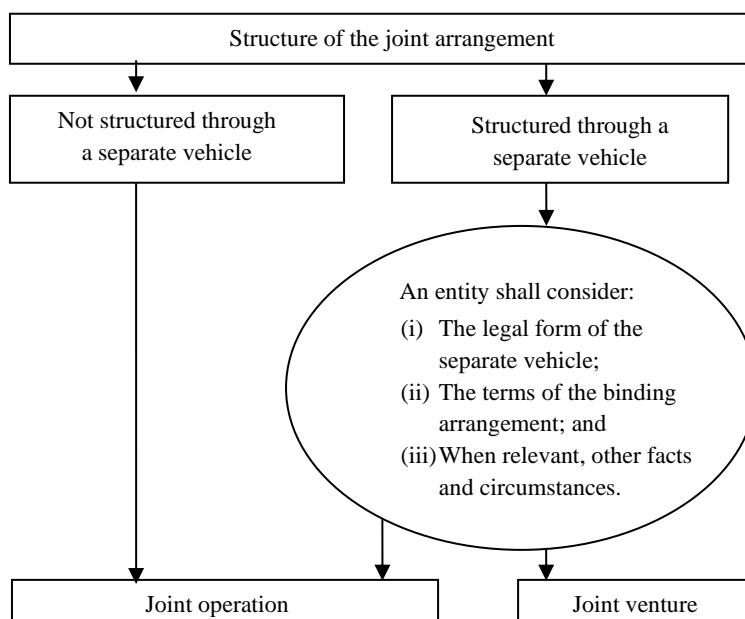 Structure of the joint arrangement
Not structured through
a separate vehicle
Structured through a
separate vehicle
An entity shall consider:
(i) The legal form of the
separate vehicle;
(ii) The terms of the binding
arrangement; and
(iii) When relevant, other facts
and circumstances.
Joint operation
Joint venture